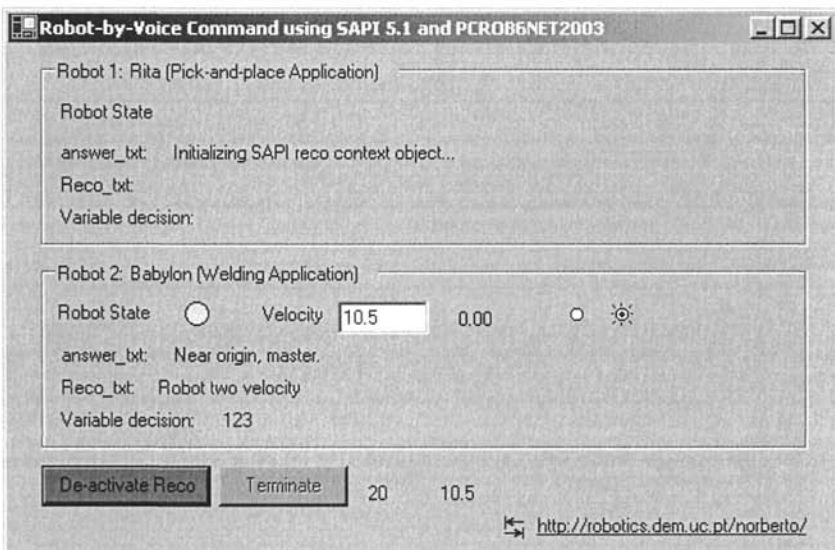 Robot-by-Voice Command using SAPI 5.1 and PCROB6NET2003
Robot 1: Rita (Pick-and-place Application)
Robot State
answer_txt: Initializing SAPI reco context object...
Reco_txt:
Variable decision:
Robot 2: Babylon (Welding Application)
Robot State Velocity 10.5 0.00
answer_txt: Near origin, master.
Reco_txt: Robot two velocity
Variable decision: 123
De-activate Reco Terminate 20 10.5
http://robotics.dem.uc.pt/norberto/